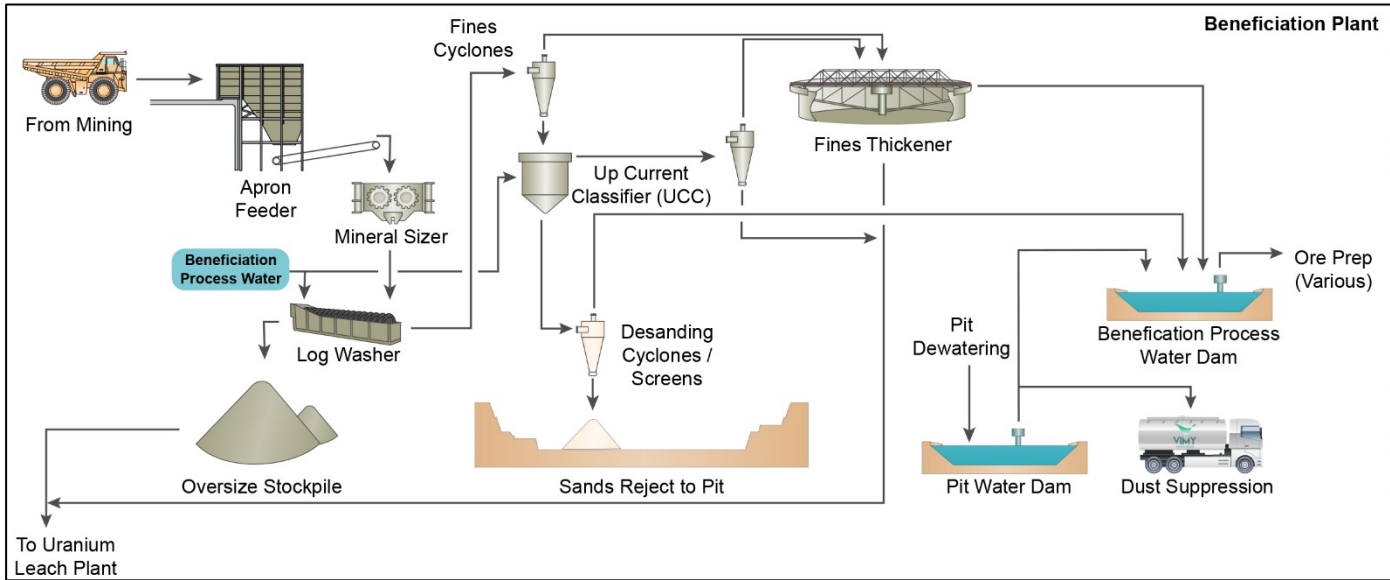 Beneficiation Plant
Fines
Cyclones
From Mining
Apron
Feeder
Mineral Sizer
Up Current
Classifier (UCC)
Fines Thickener
Beneficiation
Process Water
Log Washer
Desanding
Cyclones /
Screens
Pit
Dewatering
Ore Prep
(Various)
Benefication Process
Water Dam
Oversize Stockpile
Sands Reject to Pit
Pit Water Dam
VIMY
Dust Suppression
To Uranium
Leach Plant